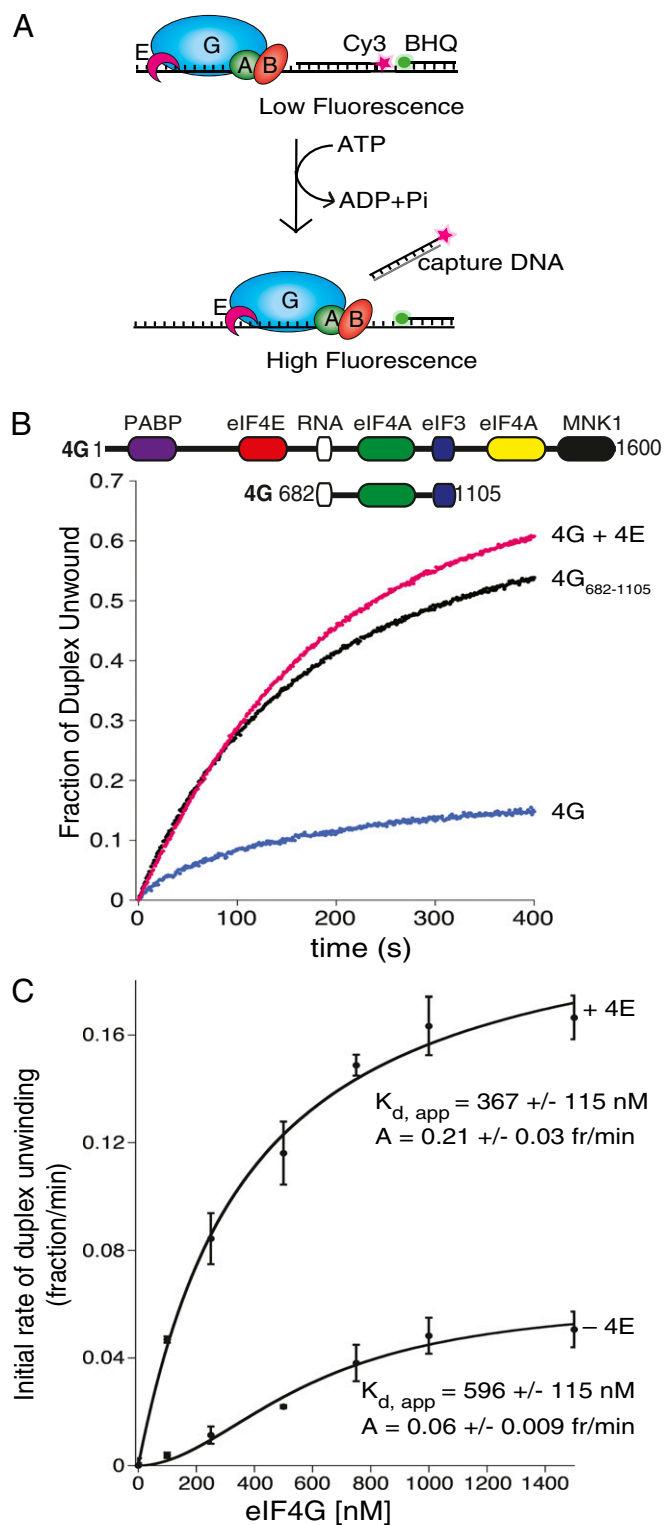 A
E G A B Cy3 BHQ
Low Fluorescence
ATP
ADP+Pi
capture DNA
E G A B
High Fluorescence
B
PABP eIF4E RNA eIF4A eIF3 eIF4A MNK1
4G 1 1600
4G 682 1105
0.7
0.6
0.5
0.4
0.3
0.2
0.1
0
Fraction of Duplex Unwound
4G + 4E
4G682-1105
4G
0 100 200 300 400
time (s)
C
0.16
0.12
0.08
0.04
0
Initial rate of duplex unwinding
(fraction/min)
+ 4E
Kd, app = 367 +/- 115 nM
A = 0.21 +/- 0.03 fr/min
– 4E
Kd, app = 596 +/- 115 nM
A = 0.06 +/- 0.009 fr/min
0 200 400 600 800 1000 1200 1400
eIF4G [nM]